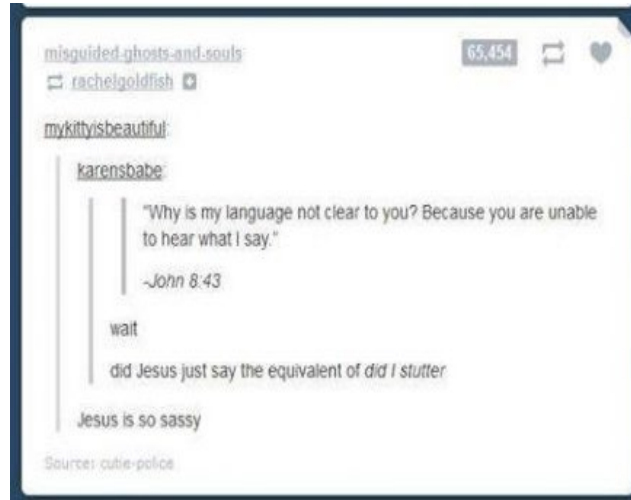 misguided-ghosts-and-souls 65,454
rachelgoldfish
mykittyisbeautiful:
karensbabe:
"Why is my language not clear to you? Because you are unable
to hear what I say."
-John 8:43
wait
did Jesus just say the equivalent of did I stutter
Jesus is so sassy
Source: cutie-police